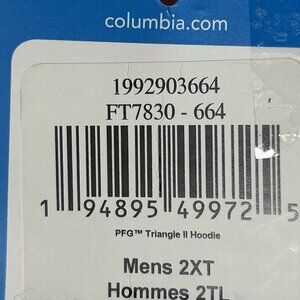 columbia.com
1992903664
FT7830 - 664
1 94895 49972 5
PFG™ Triangle II Hoodie
Mens 2XT
Hommes 2TL